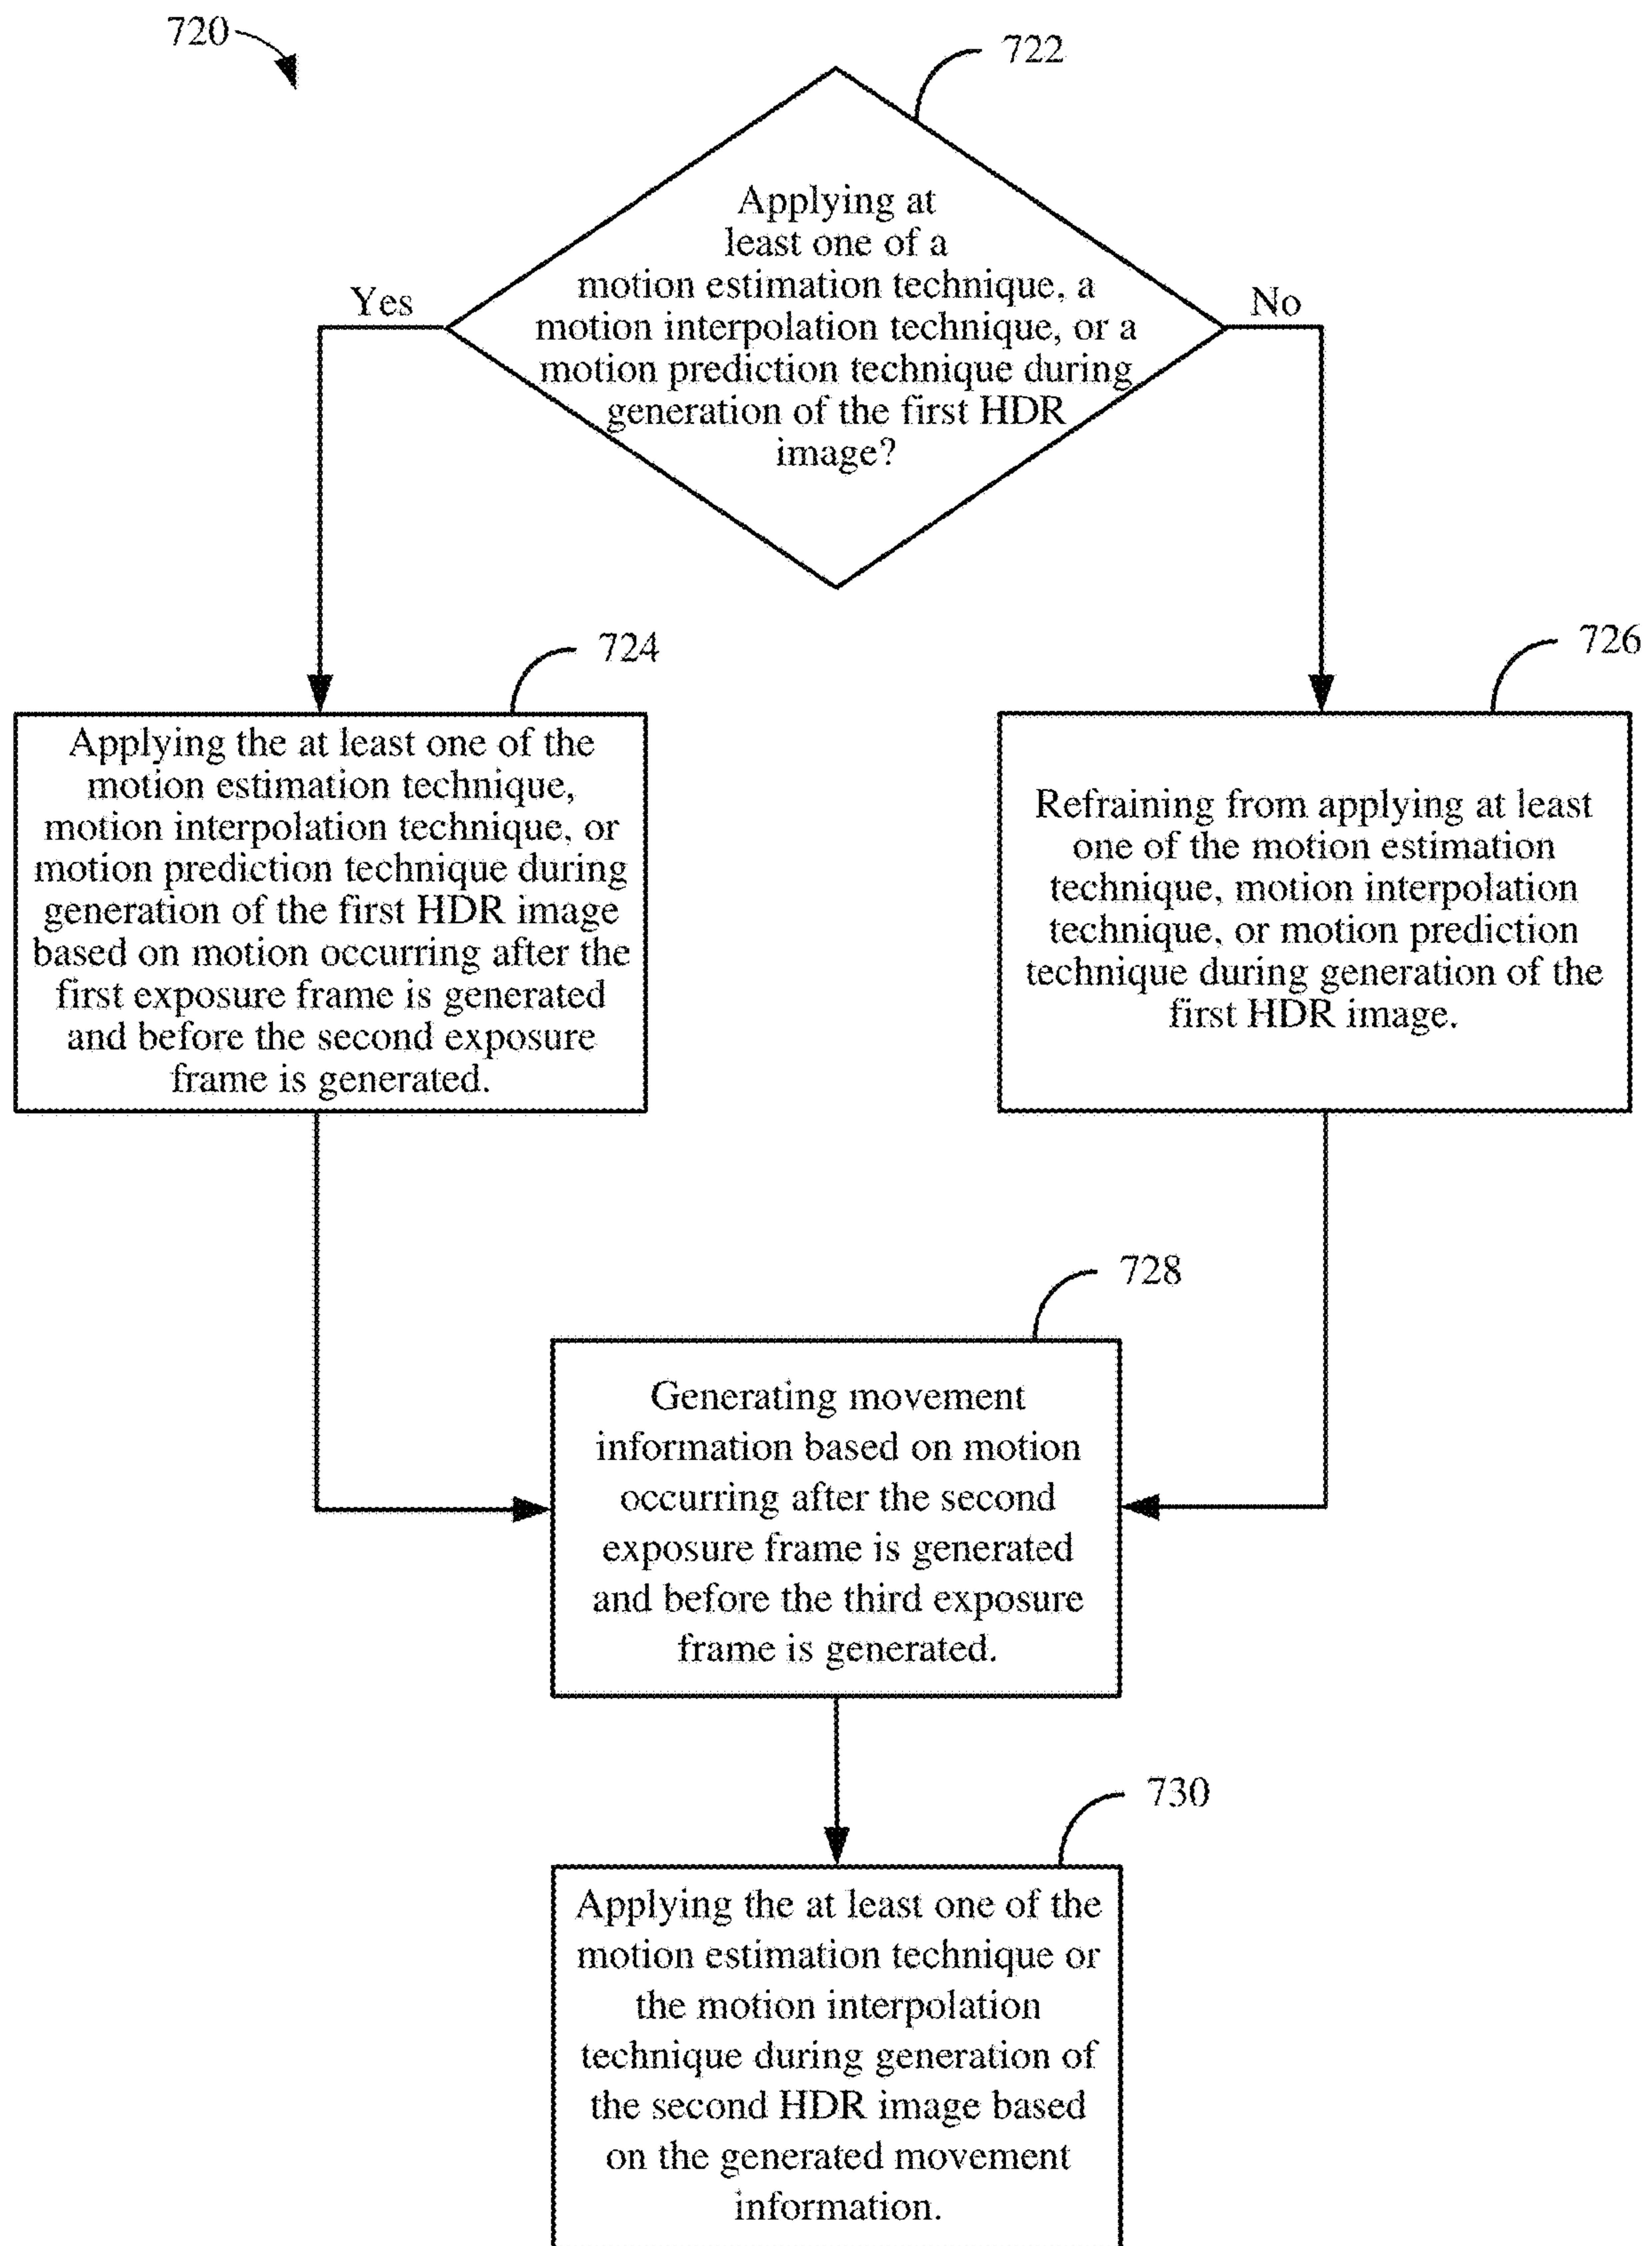 720
722
Applying at
least one of a
motion estimation technique, a
motion interpolation technique, or a
motion prediction technique during
generation of the first HDR
image?
Yes
No
724
Applying the at least one of the
motion estimation technique,
motion interpolation technique, or
motion prediction technique during
generation of the first HDR image
based on motion occurring after the
first exposure frame is generated
and before the second exposure
frame is generated.
726
Refraining from applying at least
one of the motion estimation
technique, motion interpolation
technique, or motion prediction
technique during generation of the
first HDR image.
728
Generating movement
information based on motion
occurring after the second
exposure frame is generated
and before the third exposure
frame is generated.
730
Applying the at least one of the
motion estimation technique or
the motion interpolation
technique during generation of
the second HDR image based
on the generated movement
information.